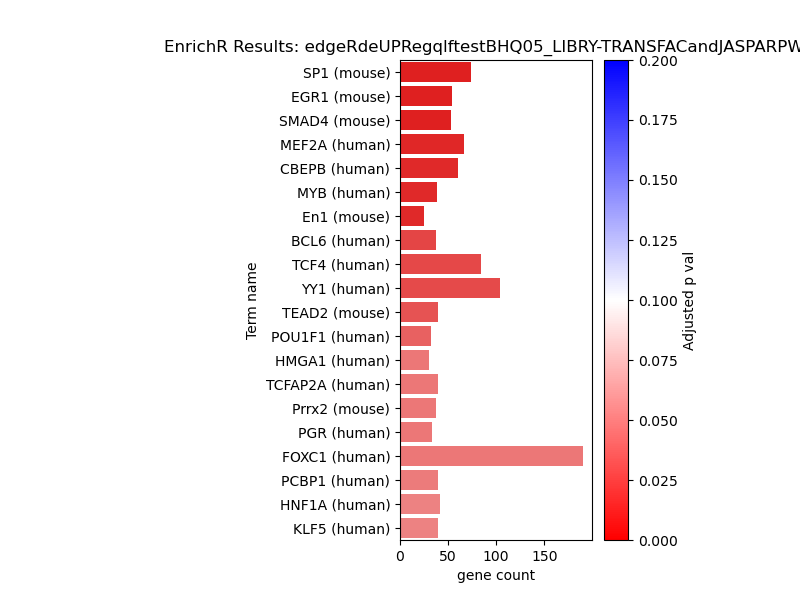 EnrichR Results: edgeRdeUPRegqlftestBHQ05_LIBRY-TRANSFACandJASPARPW
SP1 (mouse)
EGR1 (mouse)
SMAD4 (mouse)
MEF2A (human)
CBEPB (human)
MYB (human)
En1 (mouse)
BCL6 (human)
TCF4 (human)
YY1 (human)
TEAD2 (mouse)
POU1F1 (human)
HMGA1 (human)
TCFAP2A (human)
Prrx2 (mouse)
PGR (human)
FOXC1 (human)
PCBP1 (human)
HNF1A (human)
KLF5 (human)
Term name
0 50 100 150
gene count
0.200
0.175
0.150
0.125
0.100
0.075
0.050
0.025
0.000
Adjusted p val